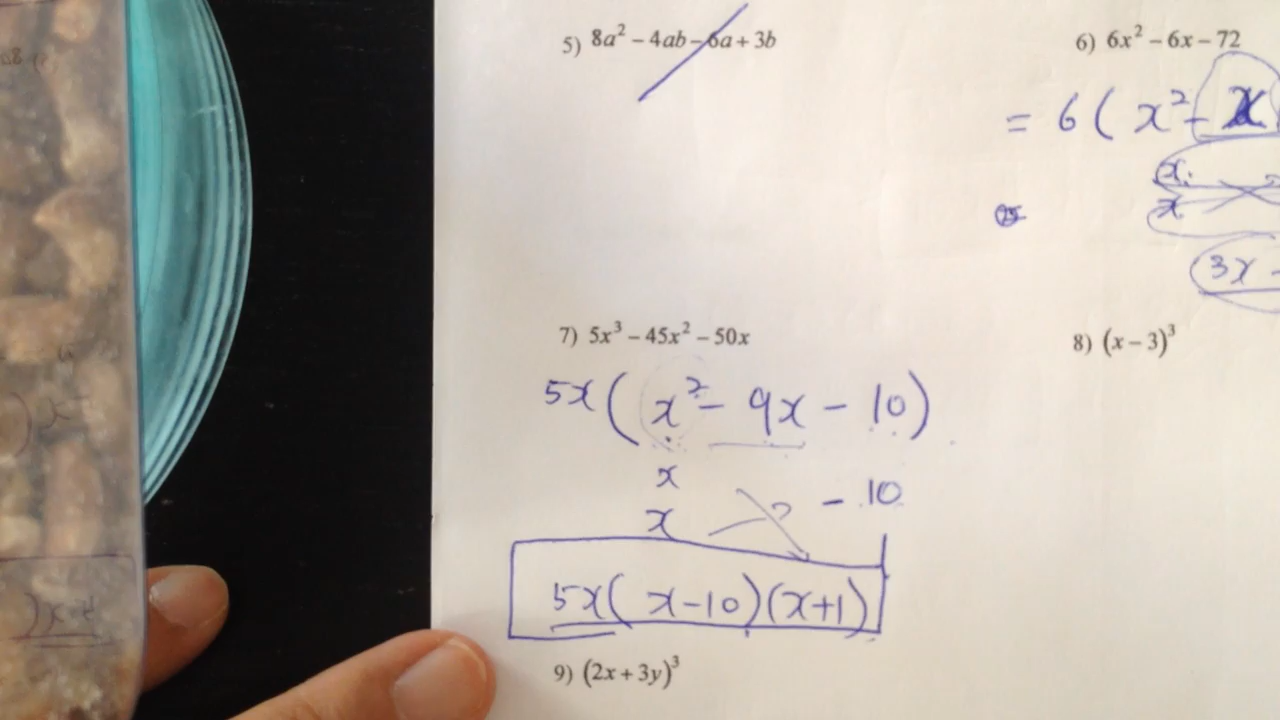 5) 8a² – 4ab – 6a + 3b
6) 6x² – 6x – 72
= 6 ( x² – x
x
x
3x –
7) 5x³ – 45x² – 50x
8) (x – 3)³
5x ( x² – 9x – 10 )
x
– 10
x
5x( x–10)(x+1)
9) (2x + 3y)³